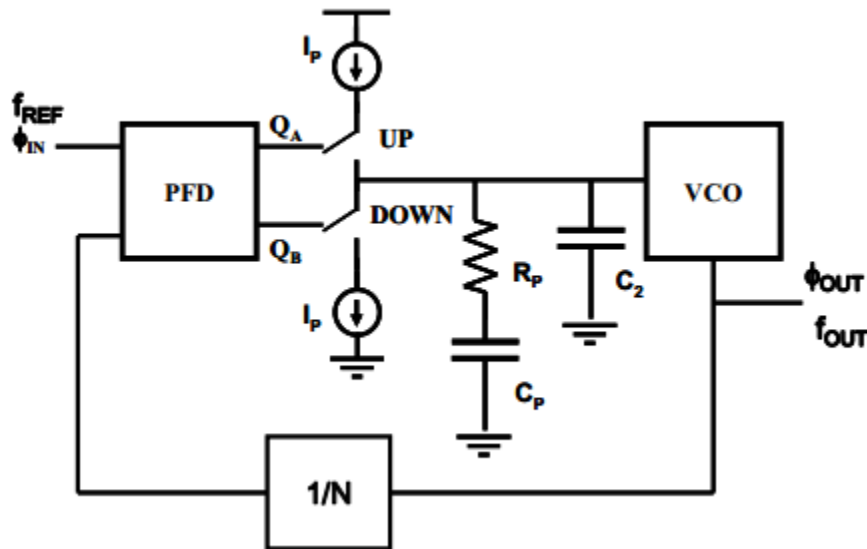 I_P
f_REF
ϕ_IN
Q_A
UP
PFD
VCO
DOWN
Q_B
R_P
C_2
ϕ_OUT
I_P
f_OUT
C_P
1/N